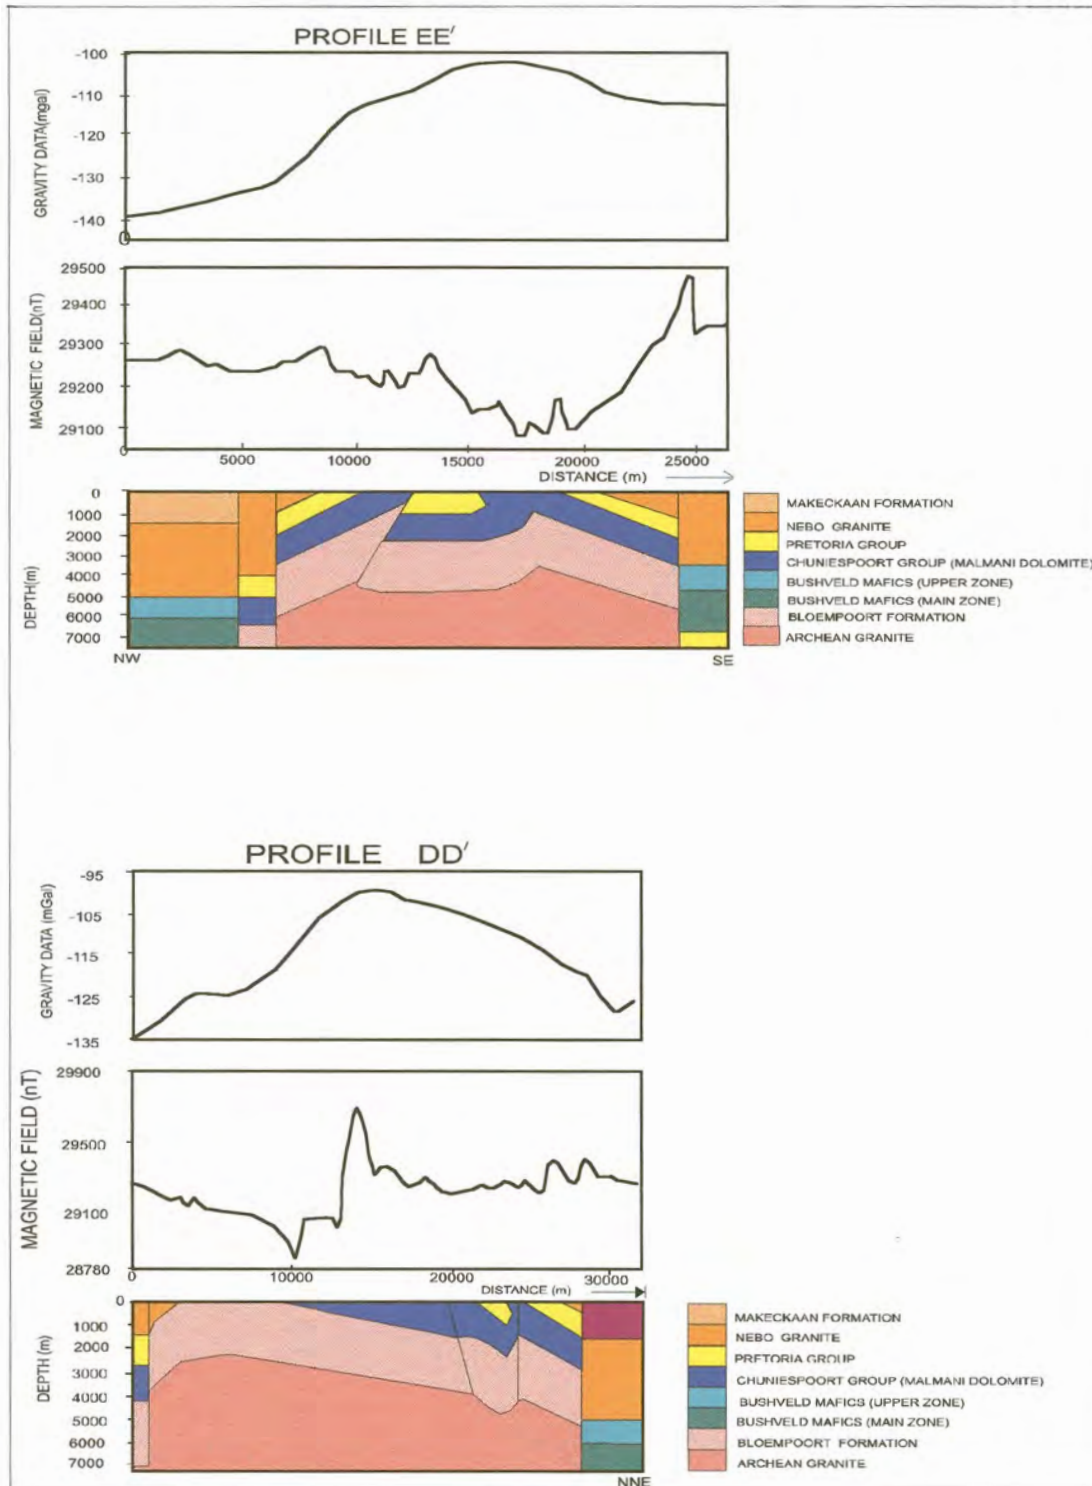 PROFILE EE′
GRAVITY DATA(mgal)
-100
-110
-120
-130
-140
0
MAGNETIC FIELD(nT)
29500
29400
29300
29200
29100
0
5000
10000
15000
20000
25000
DISTANCE (m)
DEPTH(m)
0
1000
2000
3000
4000
5000
6000
7000
NW
SE
MAKECKAAN FORMATION
NEBO GRANITE
PRETORIA GROUP
CHUNIESPOORT GROUP (MALMANI DOLOMITE)
BUSHVELD MAFICS (UPPER ZONE)
BUSHVELD MAFICS (MAIN ZONE)
BLOEMPOORT FORMATION
ARCHEAN GRANITE
PROFILE DD′
GRAVITY DATA (mGal)
-95
-105
-115
-125
-135
MAGNETIC FIELD (nT)
29900
29500
29100
28780
0
10000
20000
30000
DISTANCE (m)
DEPTH (m)
0
1000
2000
3000
4000
5000
6000
7000
NNE
MAKECKAAN FORMATION
NEBO GRANITE
PRETORIA GROUP
CHUNIESPOORT GROUP (MALMANI DOLOMITE)
BUSHVELD MAFICS (UPPER ZONE)
BUSHVELD MAFICS (MAIN ZONE)
BLOEMPOORT FORMATION
ARCHEAN GRANITE